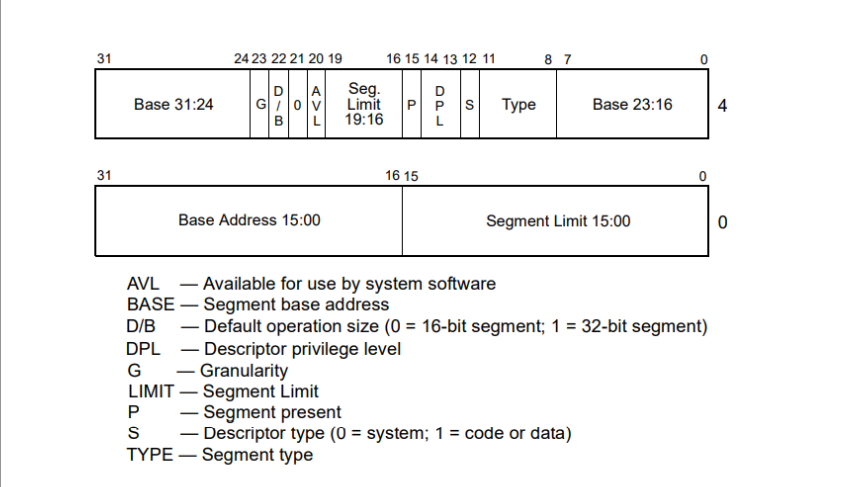 31 24 23 22 21 20 19 16 15 14 13 12 11 8 7 0
Base 31:24 G D/B 0 AVL Seg. Limit 19:16 P DPL S Type Base 23:16 4
31 16 15 0
Base Address 15:00 Segment Limit 15:00 0
AVL — Available for use by system software
BASE — Segment base address
D/B — Default operation size (0 = 16-bit segment; 1 = 32-bit segment)
DPL — Descriptor privilege level
G — Granularity
LIMIT — Segment Limit
P — Segment present
S — Descriptor type (0 = system; 1 = code or data)
TYPE — Segment type